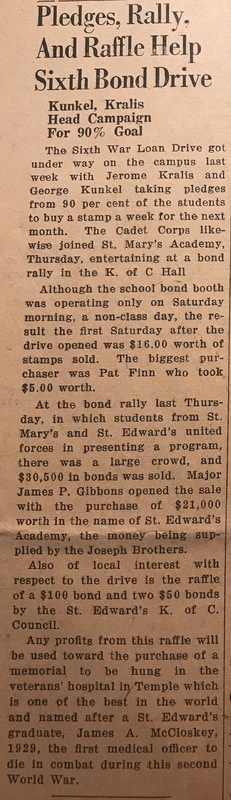 Pledges, Rally,
And Raffle Help
Sixth Bond Drive
Kunkel, Kralis
Head Campaign
For 90% Goal
The Sixth War Loan Drive got
under way on the campus last
week with Jerome Kralis and
George Kunkel taking pledges
from 90 per cent of the students
to buy a stamp a week for the next
month. The Cadet Corps like-
wise joined St. Mary's Academy,
Thursday, entertaining at a bond
rally in the K. of C Hall
Although the school bond booth
was operating only on Saturday
morning, a non-class day, the re-
sult the first Saturday after the
drive opened was $16.00 worth of
stamps sold. The biggest pur-
chaser was Pat Finn who took
$5.00 worth.
At the bond rally last Thurs-
day, in which students from St.
Mary's and St. Edward's united
forces in presenting a program,
there was a large crowd, and
$30,500 in bonds was sold. Major
James P. Gibbons opened the sale
with the purchase of $21,000
worth in the name of St. Edward's
Academy, the money being sup-
plied by the Joseph Brothers.
Also of local interest with
respect to the drive is the raffle
of a $100 bond and two $50 bonds
by the St. Edward's K. of C.
Council.
Any profits from this raffle will
be used toward the purchase of a
memorial to be hung in the
veterans' hospital in Temple which
is one of the best in the world
and named after a St. Edward's
graduate, James A. McCloskey,
1929, the first medical officer to
die in combat during this second
World War.